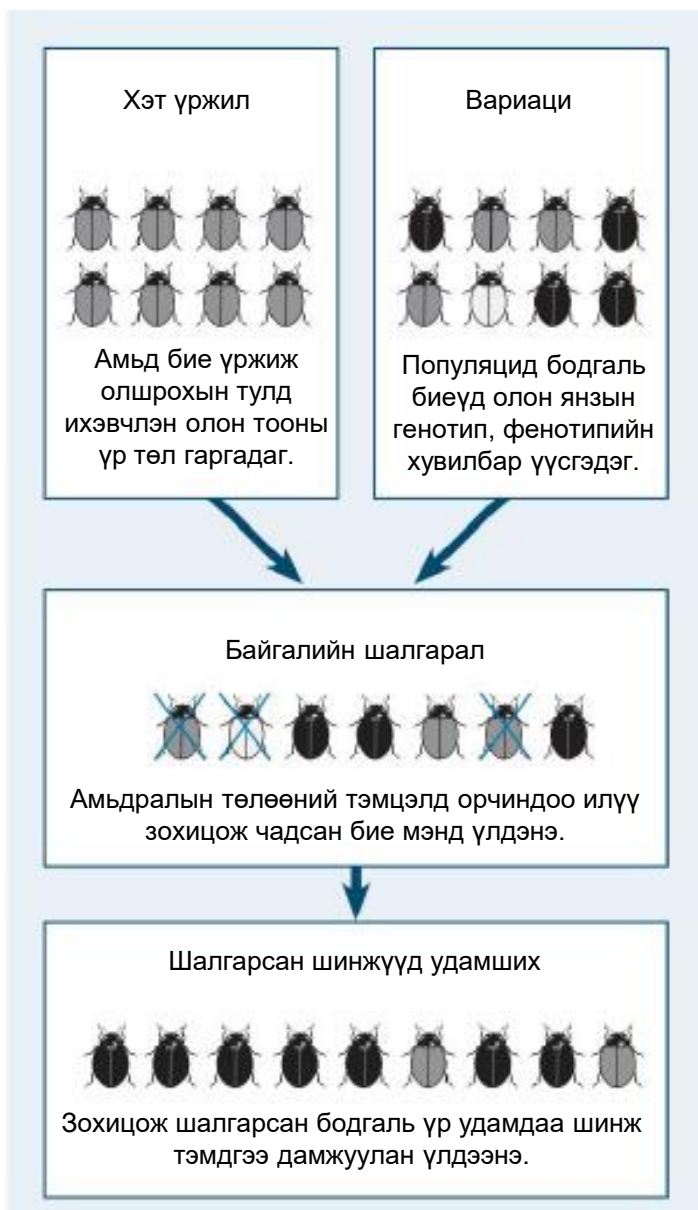 Хэт үржил
Амьд бие үржиж
олшрохын тулд
ихэвчлэн олон тооны
үр төл гаргадаг.
Вариаци
Популяцид бодгаль
биеүд олон янзын
генотип, фенотипийн
хувилбар үүсгэдэг.
Байгалийн шалгарал
Амьдралын төлөөний тэмцэлд орчиндоо илүү
зохицож чадсан бие мэнд үлдэнэ.
Шалгарсан шинжүүд удамших
Зохицож шалгарсан бодгаль үр удамдаа шинж
тэмдгээ дамжуулан үлдээнэ.